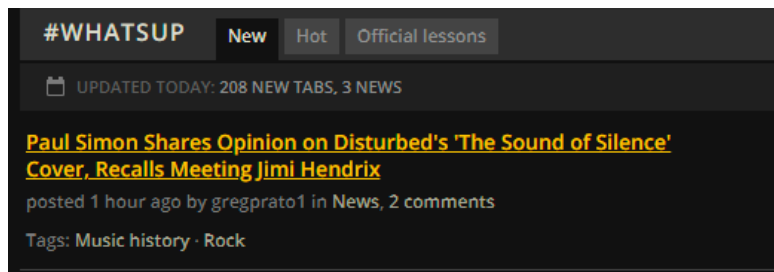 #WHATSUP New Hot Official lessons
UPDATED TODAY: 208 NEW TABS, 3 NEWS
Paul Simon Shares Opinion on Disturbed's 'The Sound of Silence'
Cover, Recalls Meeting Jimi Hendrix
posted 1 hour ago by gregprato1 in News, 2 comments
Tags: Music history · Rock